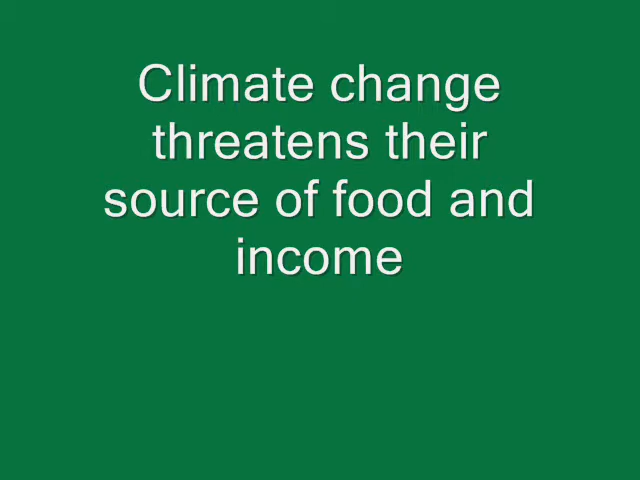 Climate change
threatens their
source of food and
income